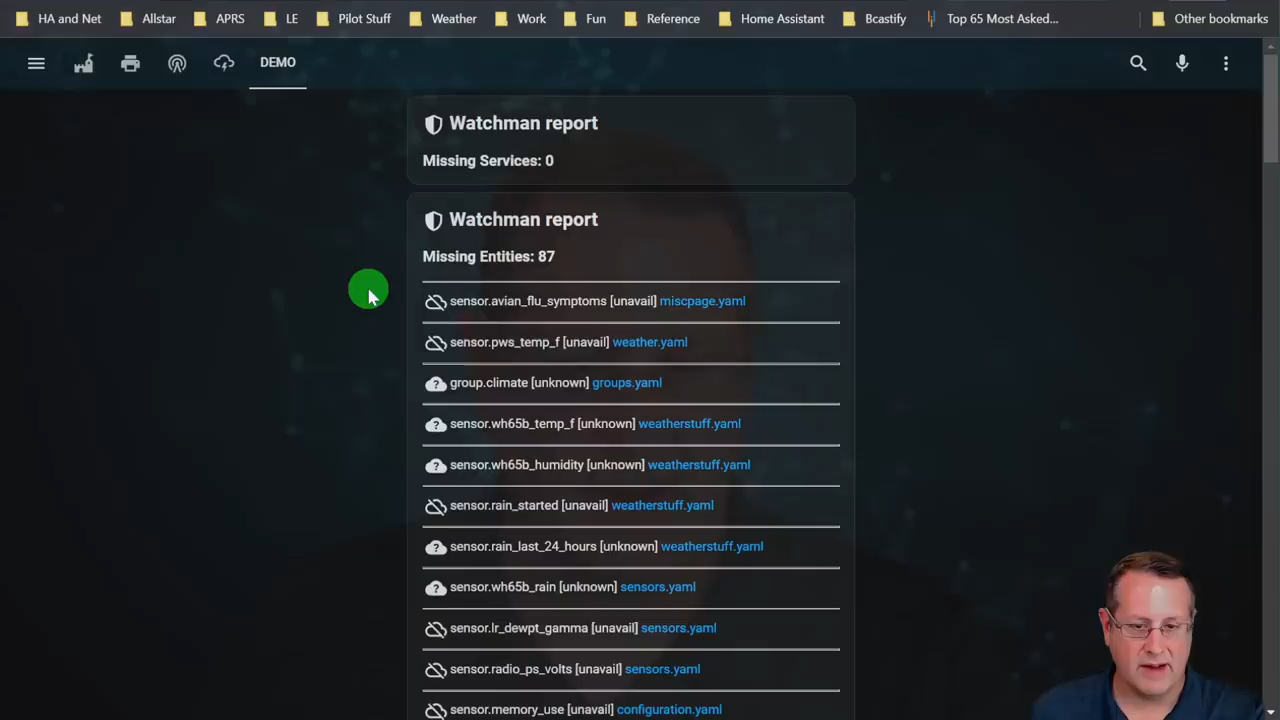 HA and Net Allstar APRS LE Pilot Stuff Weather Work Fun Reference Home Assistant Bcastify Top 65 Most Asked... Other bookmarks
DEMO
Watchman report
Missing Services: 0
Watchman report
Missing Entities: 87
sensor.avian_flu_symptoms [unavail] miscpage.yaml
sensor.pws_temp_f [unavail] weather.yaml
group.climate [unknown] groups.yaml
sensor.wh65b_temp_f [unknown] weatherstuff.yaml
sensor.wh65b_humidity [unknown] weatherstuff.yaml
sensor.rain_started [unavail] weatherstuff.yaml
sensor.rain_last_24_hours [unknown] weatherstuff.yaml
sensor.wh65b_rain [unknown] sensors.yaml
sensor.lr_dewpt_gamma [unavail] sensors.yaml
sensor.radio_ps_volts [unavail] sensors.yaml
sensor.memory_use [unavail] configuration.yaml